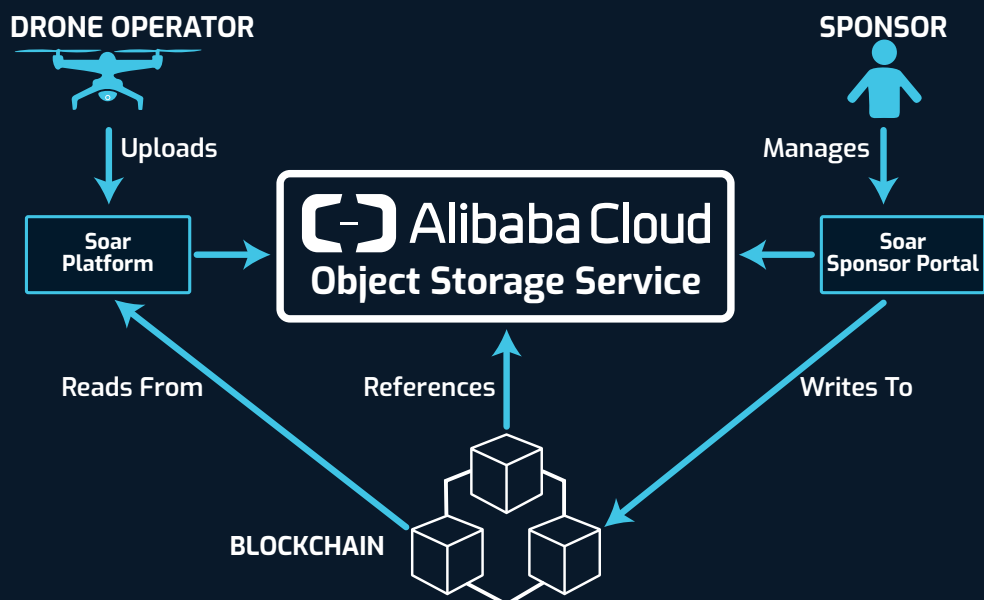 DRONE OPERATOR
SPONSOR
Uploads
Manages
Alibaba Cloud
Object Storage Service
Soar
Platform
Soar
Sponsor Portal
Reads From
References
Writes To
BLOCKCHAIN